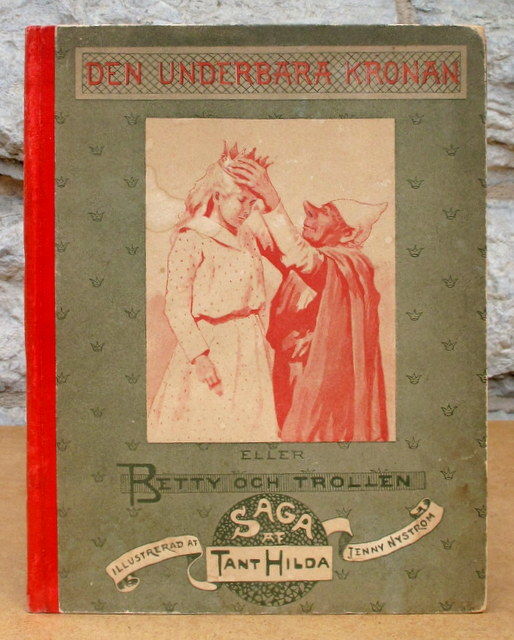 DEN UNDERBARA KRONAN
ELLER
BETTY OCH TROLLEN
SAGA
AF
TANT HILDA
ILLUSTRERAD AF
JENNY NYSTRÖM